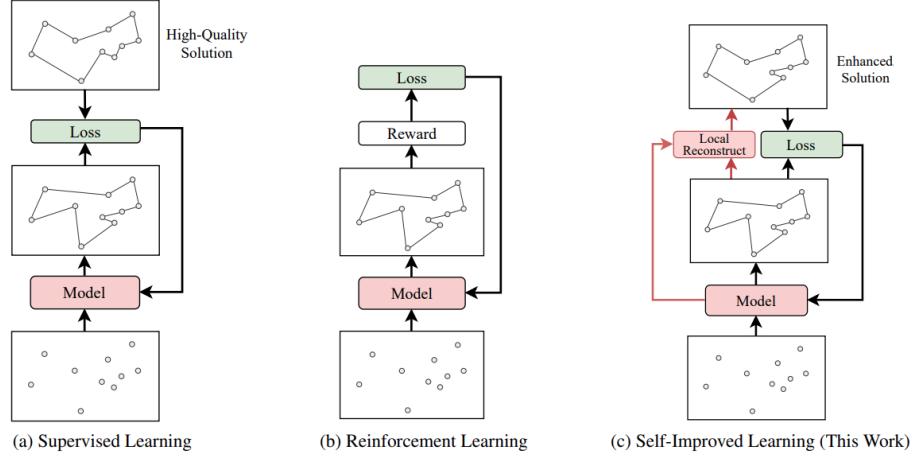 High-Quality
Solution
Loss
Model
(a) Supervised Learning
Loss
Reward
Model
(b) Reinforcement Learning
Enhanced
Solution
Local
Reconstruct
Loss
Model
(c) Self-Improved Learning (This Work)